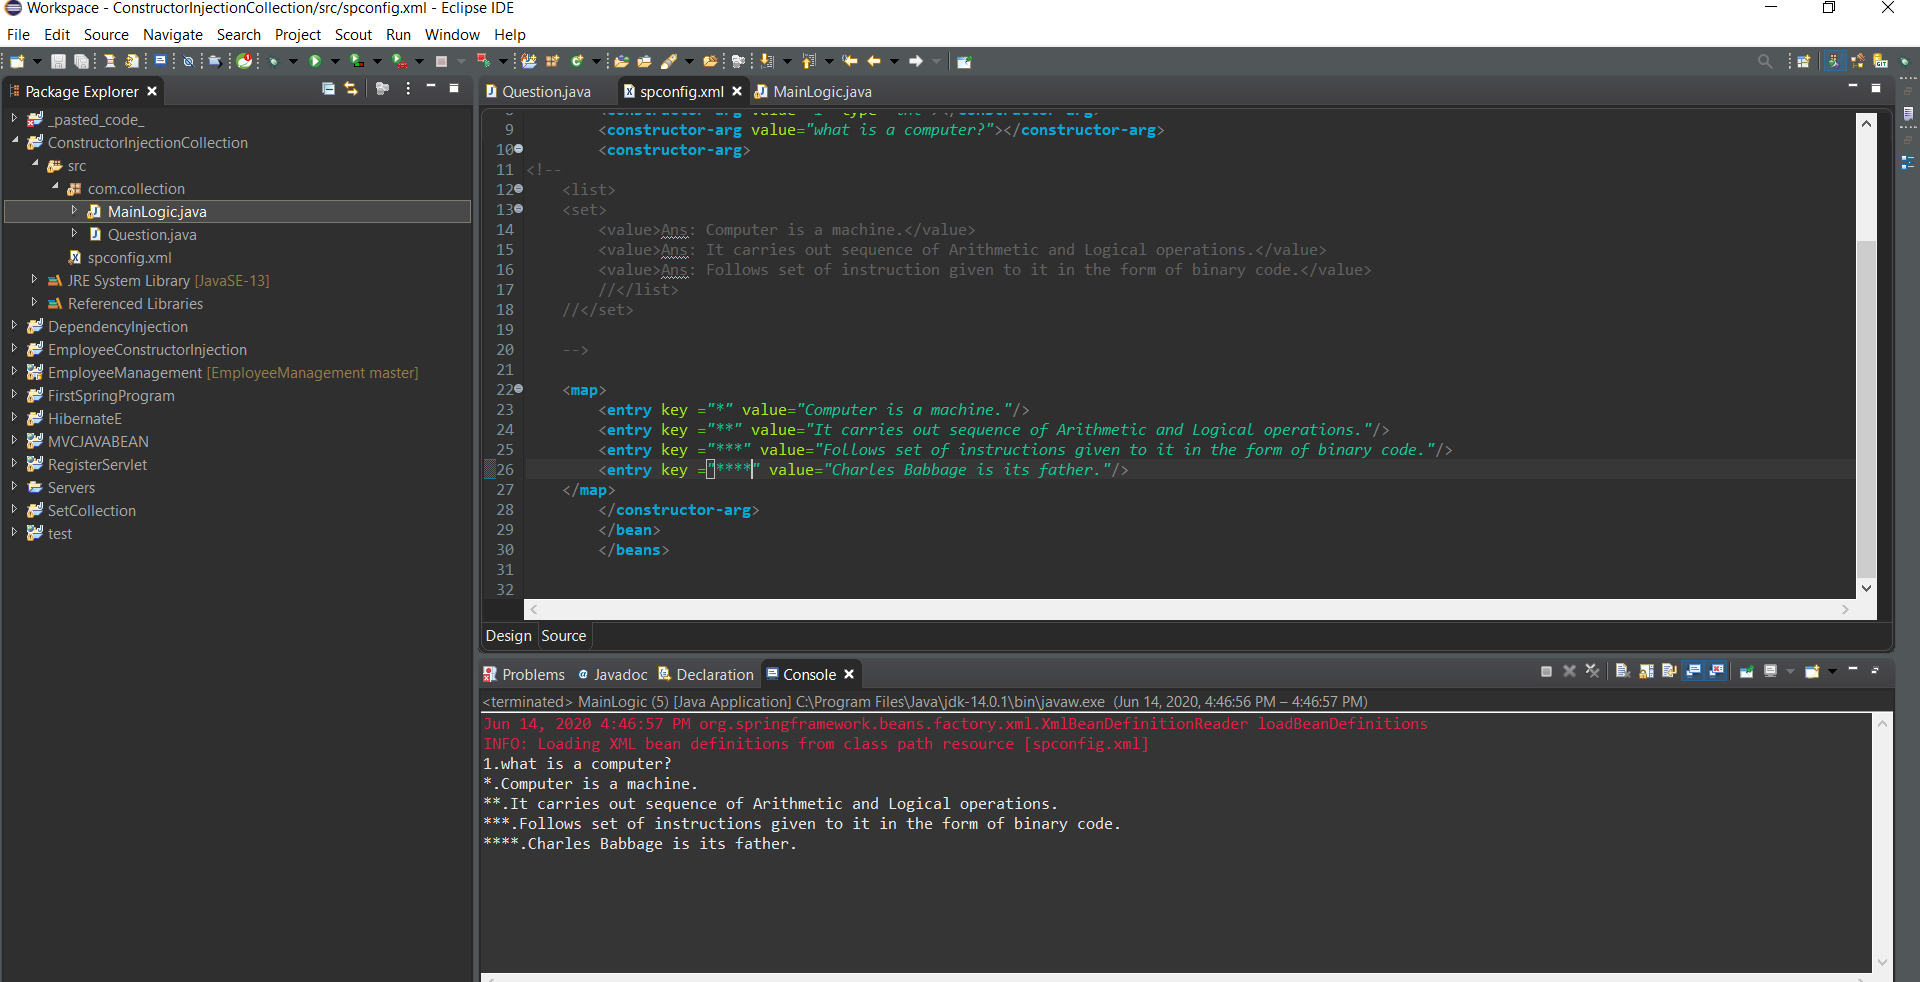 Workspace - ConstructorInjectionCollection/src/spconfig.xml - Eclipse IDE
File Edit Source Navigate Search Project Scout Run Window Help
Package Explorer
_pasted_code_
ConstructorInjectionCollection
src
com.collection
MainLogic.java
Question.java
spconfig.xml
JRE System Library [JavaSE-13]
Referenced Libraries
DependencyInjection
EmployeeConstructorInjection
EmployeeManagement [EmployeeManagement master]
FirstSpringProgram
HibernateE
MVCJAVABEAN
RegisterServlet
Servers
SetCollection
test
Question.java spconfig.xml MainLogic.java
9 <constructor-arg value="what is a computer?"></constructor-arg>
10 <constructor-arg>
11 <!--
12 <list>
13 <set>
14 <value>Ans: Computer is a machine.</value>
15 <value>Ans: It carries out sequence of Arithmetic and Logical operations.</value>
16 <value>Ans: Follows set of instruction given to it in the form of binary code.</value>
17 //</list>
18 //</set>
19
20 -->
21
22 <map>
23 <entry key ="*" value="Computer is a machine."/>
24 <entry key ="**" value="It carries out sequence of Arithmetic and Logical operations."/>
25 <entry key ="***" value="Follows set of instructions given to it in the form of binary code."/>
26 <entry key ="****" value="Charles Babbage is its father."/>
27 </map>
28 </constructor-arg>
29 </bean>
30 </beans>
31
32
Design Source
Problems Javadoc Declaration Console
<terminated> MainLogic (5) [Java Application] C:\Program Files\Java\jdk-14.0.1\bin\javaw.exe (Jun 14, 2020, 4:46:56 PM – 4:46:57 PM)
Jun 14, 2020 4:46:57 PM org.springframework.beans.factory.xml.XmlBeanDefinitionReader loadBeanDefinitions
INFO: Loading XML bean definitions from class path resource [spconfig.xml]
1.what is a computer?
*.Computer is a machine.
**.It carries out sequence of Arithmetic and Logical operations.
***.Follows set of instructions given to it in the form of binary code.
****.Charles Babbage is its father.